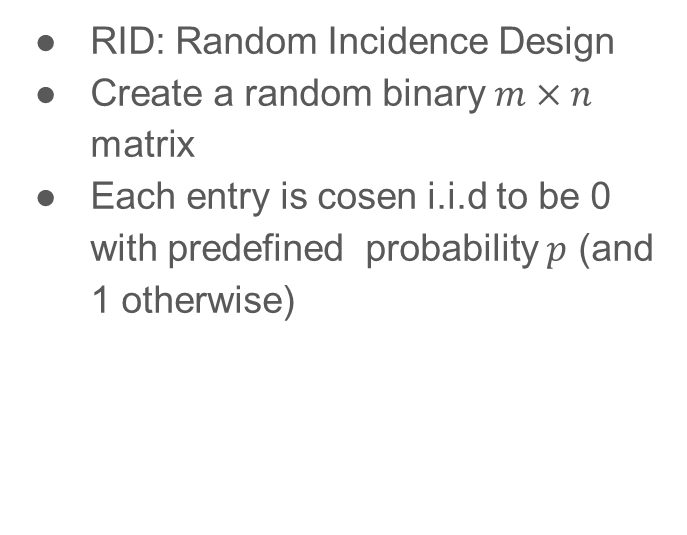 ● RID: Random Incidence Design
● Create a random binary 𝑚 × 𝑛
matrix
● Each entry is cosen i.i.d to be 0
with predefined  probability 𝑝 (and
1 otherwise)